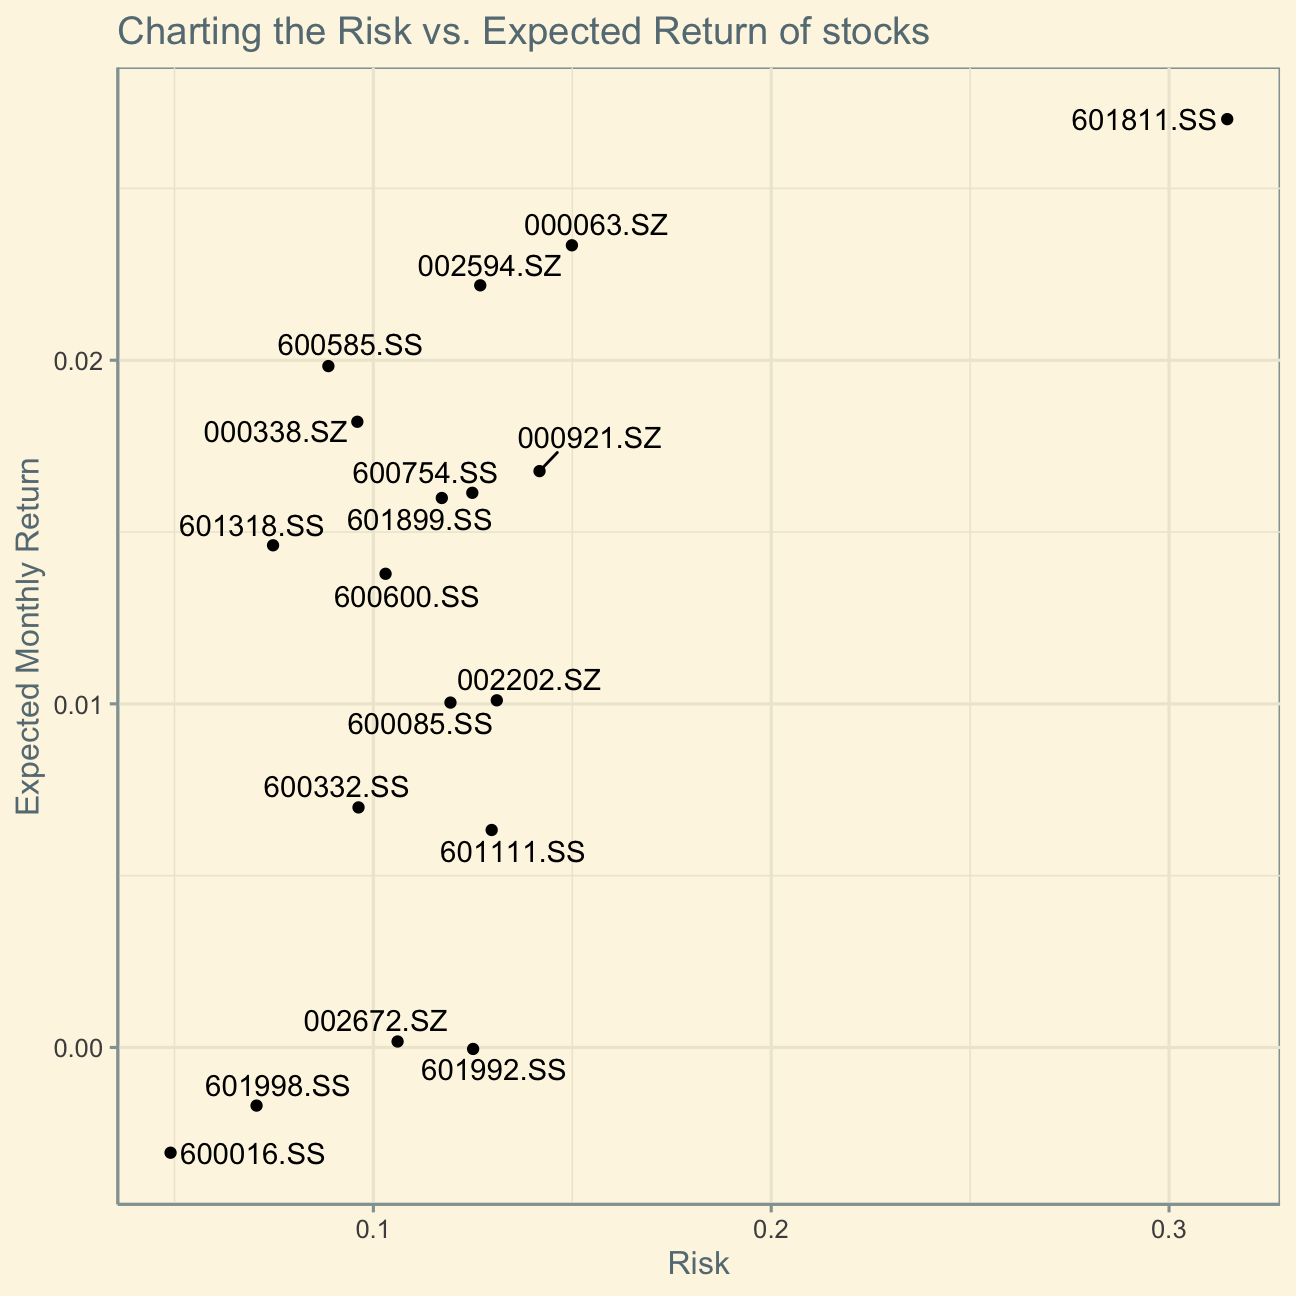 Charting the Risk vs. Expected Return of stocks
601811.SS
000063.SZ
002594.SZ
600585.SS
0.02
000338.SZ
000921.SZ
600754.SS
601899.SS
601318.SS
600600.SS
Expected Monthly Return
002202.SZ
0.01
600085.SS
600332.SS
601111.SS
002672.SZ
0.00
601992.SS
601998.SS
600016.SS
0.1
0.2
0.3
Risk